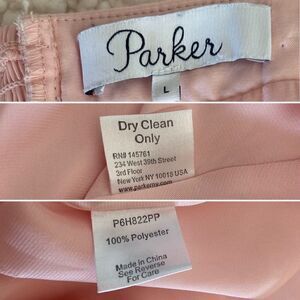 Parker
L
Dry Clean
Only
RN# 145761
234 West 39th Street
3rd Floor
New York NY 10018 USA
www.parkerny.com
P6H822PP
100% Polyester
Made in China
See Reverse
For Care